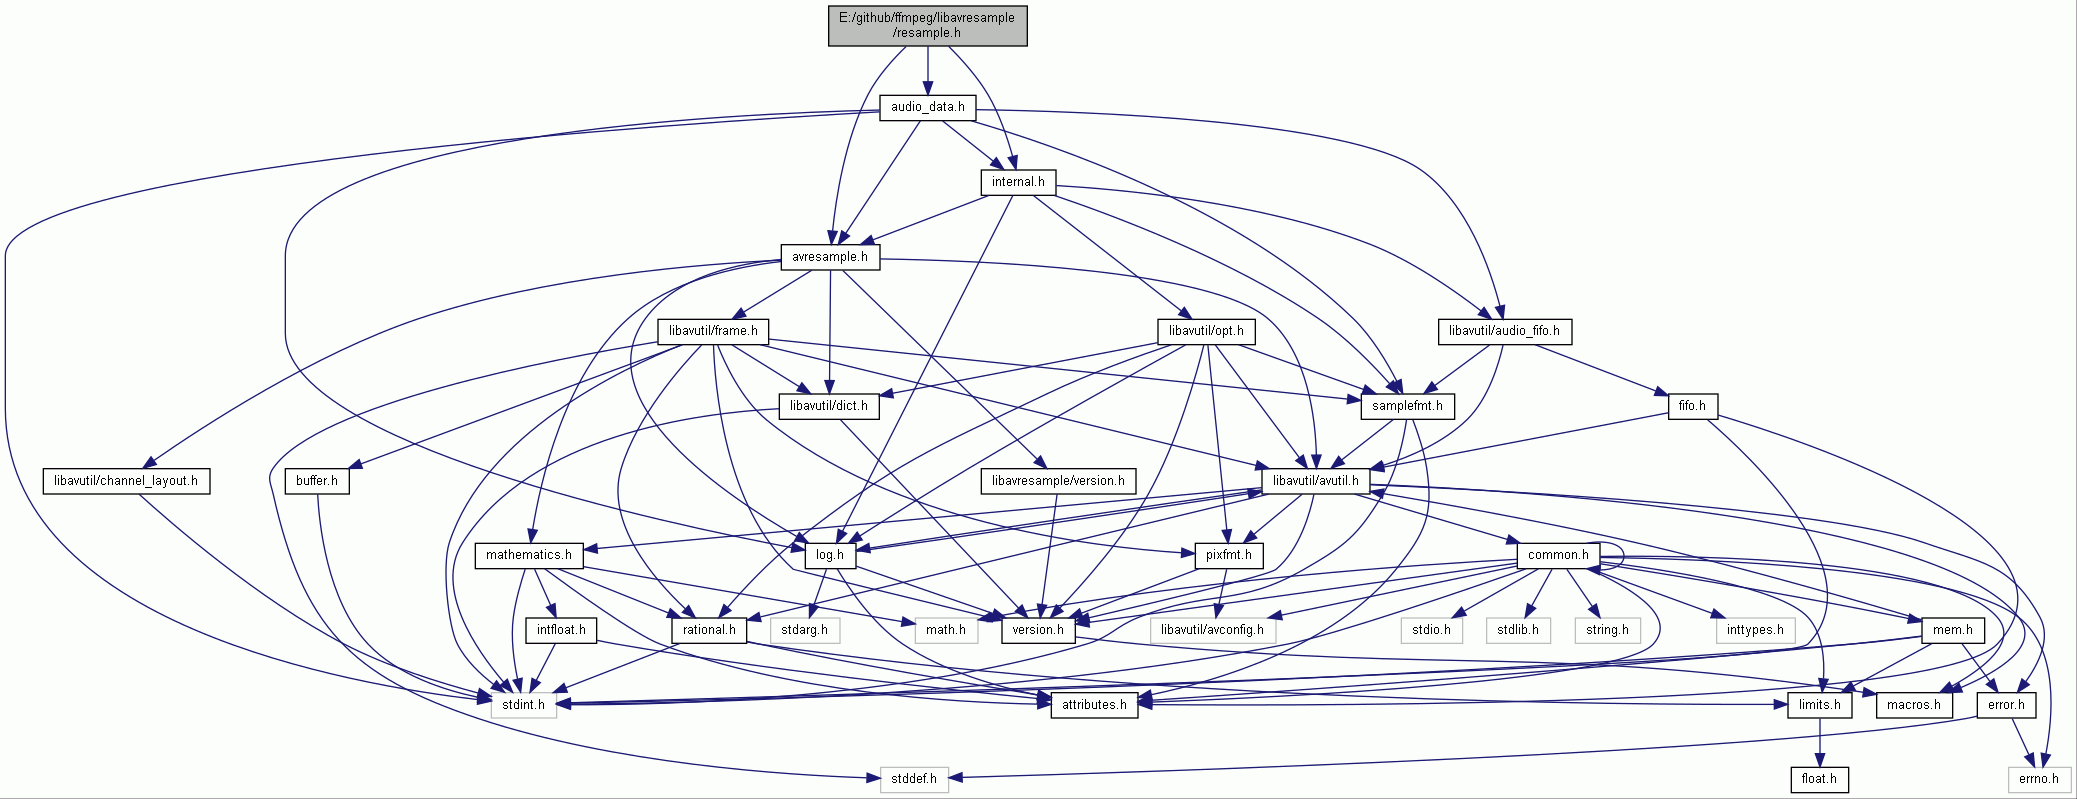 E:/github/ffmpeg/libavresample
/resample.h
audio_data.h
internal.h
avresample.h
libavutil/frame.h
libavutil/opt.h
libavutil/audio_fifo.h
libavutil/dict.h
samplefmt.h
fifo.h
libavutil/channel_layout.h
buffer.h
libavresample/version.h
libavutil/avutil.h
mathematics.h
log.h
pixfmt.h
common.h
intfloat.h
rational.h
stdarg.h
math.h
version.h
libavutil/avconfig.h
stdio.h
stdlib.h
string.h
inttypes.h
mem.h
stdint.h
attributes.h
limits.h
macros.h
error.h
stddef.h
float.h
errno.h